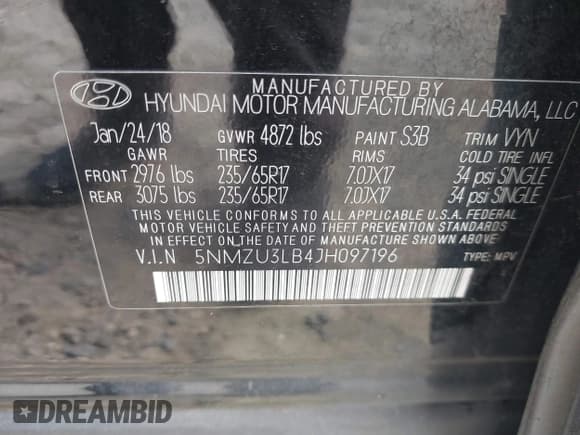 MANUFACTURED BY
HYUNDAI MOTOR MANUFACTURING ALABAMA, LLC
Jan/24/18 GVWR 4872 lbs PAINT S3B TRIM VYN
GAWR TIRES RIMS COLD TIRE INFL
FRONT 2976 lbs 235/65R17 7.0JX17 34 psi SINGLE
REAR 3075 lbs 235/65R17 7.0JX17 34 psi SINGLE
THIS VEHICLE CONFORMS TO ALL APPLICABLE U.S.A. FEDERAL
MOTOR VEHICLE SAFETY AND THEFT PREVENTION STANDARDS
IN EFFECT ON THE DATE OF MANUFACTURE SHOWN ABOVE.
V.I.N 5NMZU3LB4JH097196 TYPE: MPV
DREAMBID